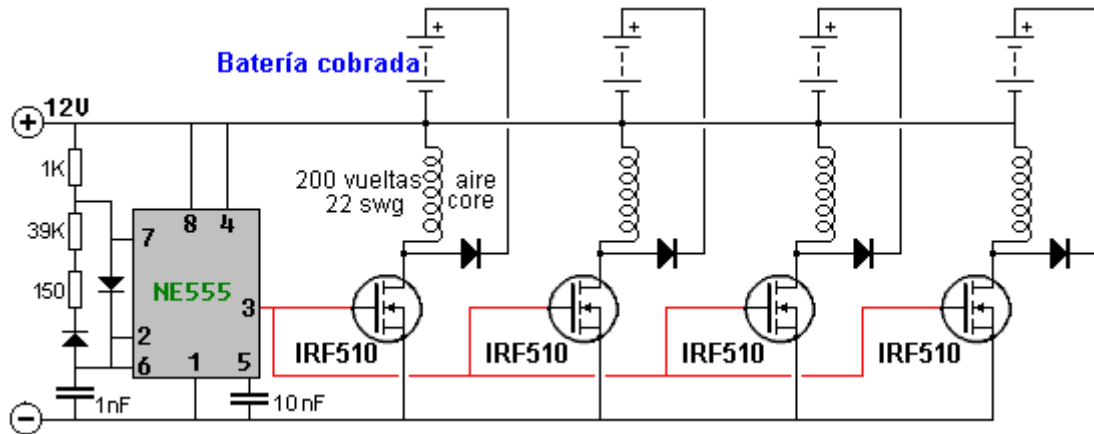 +
+
+
+
Batería cobrada
+ 12V
1K
200 vueltas aire
22 swg core
8 4
39K
7
NE555
150
3
2
IRF510 IRF510 IRF510 IRF510
6 1 5
1nF
10nF
−